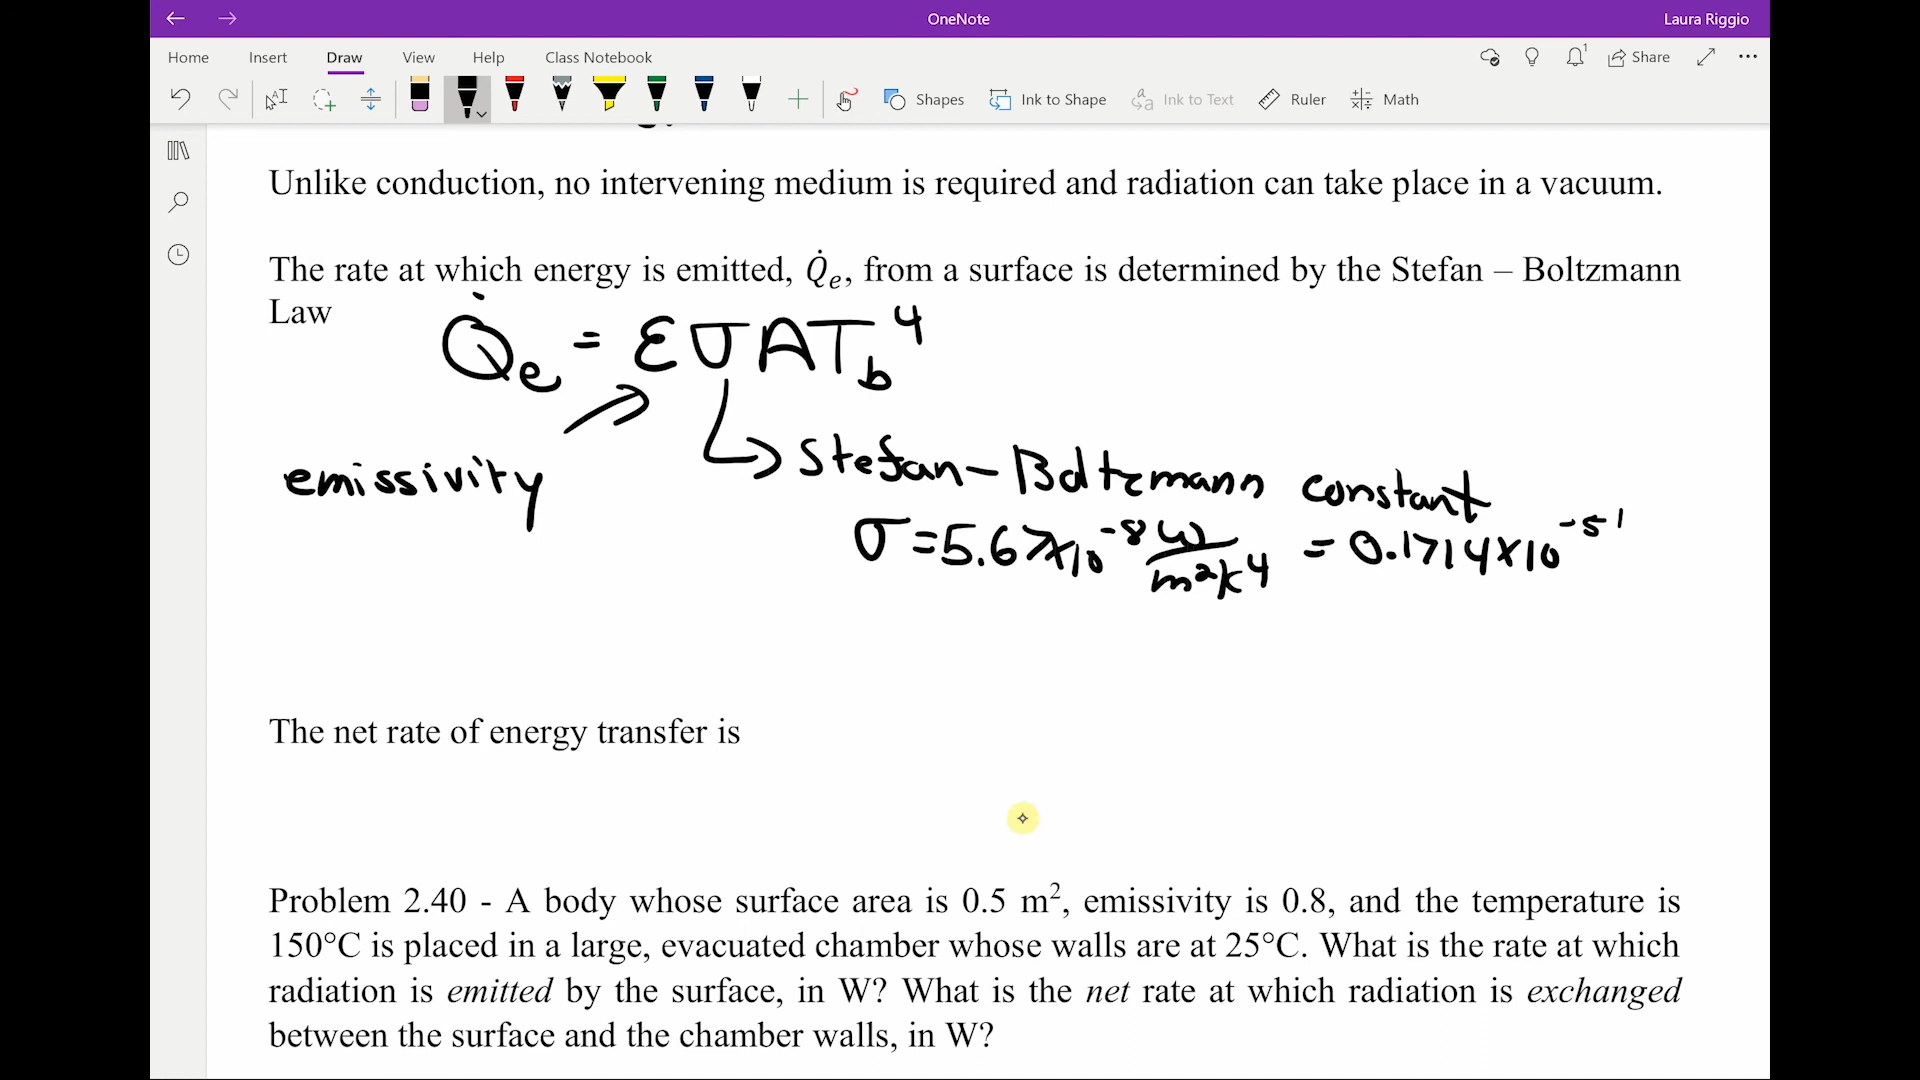 OneNote
Laura Riggio
Home Insert Draw View Help Class Notebook
1 Share
Shapes Ink to Shape Ink to Text Ruler Math
Unlike conduction, no intervening medium is required and radiation can take place in a vacuum.
The rate at which energy is emitted, Q̇ₑ, from a surface is determined by the Stefan – Boltzmann
Law
Q̇e = εσATb⁴
emissivity
Stefan-Boltzmann constant
σ = 5.67x10⁻⁸ W/m²K⁴ = 0.1714x10⁻⁵
The net rate of energy transfer is
Problem 2.40 - A body whose surface area is 0.5 m², emissivity is 0.8, and the temperature is
150°C is placed in a large, evacuated chamber whose walls are at 25°C. What is the rate at which
radiation is emitted by the surface, in W? What is the net rate at which radiation is exchanged
between the surface and the chamber walls, in W?